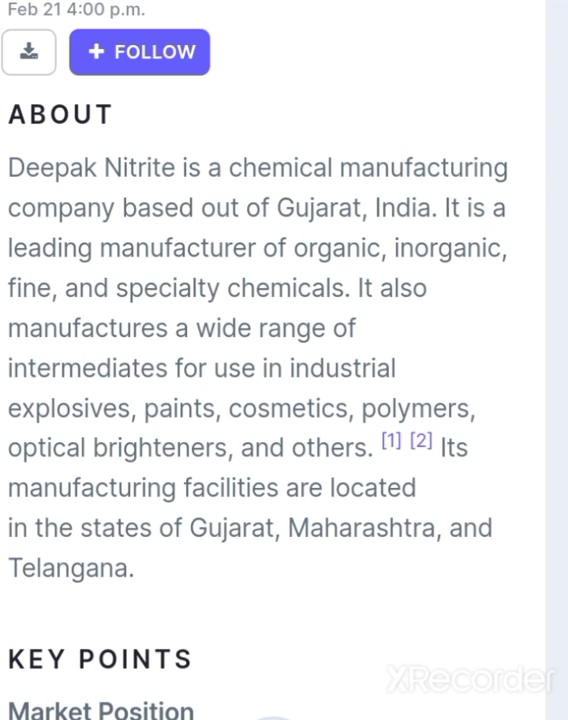 Feb 21 4:00 p.m.
+ FOLLOW
ABOUT
Deepak Nitrite is a chemical manufacturing
company based out of Gujarat, India. It is a
leading manufacturer of organic, inorganic,
fine, and specialty chemicals. It also
manufactures a wide range of
intermediates for use in industrial
explosives, paints, cosmetics, polymers,
optical brighteners, and others. [1] [2] Its
manufacturing facilities are located
in the states of Gujarat, Maharashtra, and
Telangana.
KEY POINTS
XRecorder
Market Position